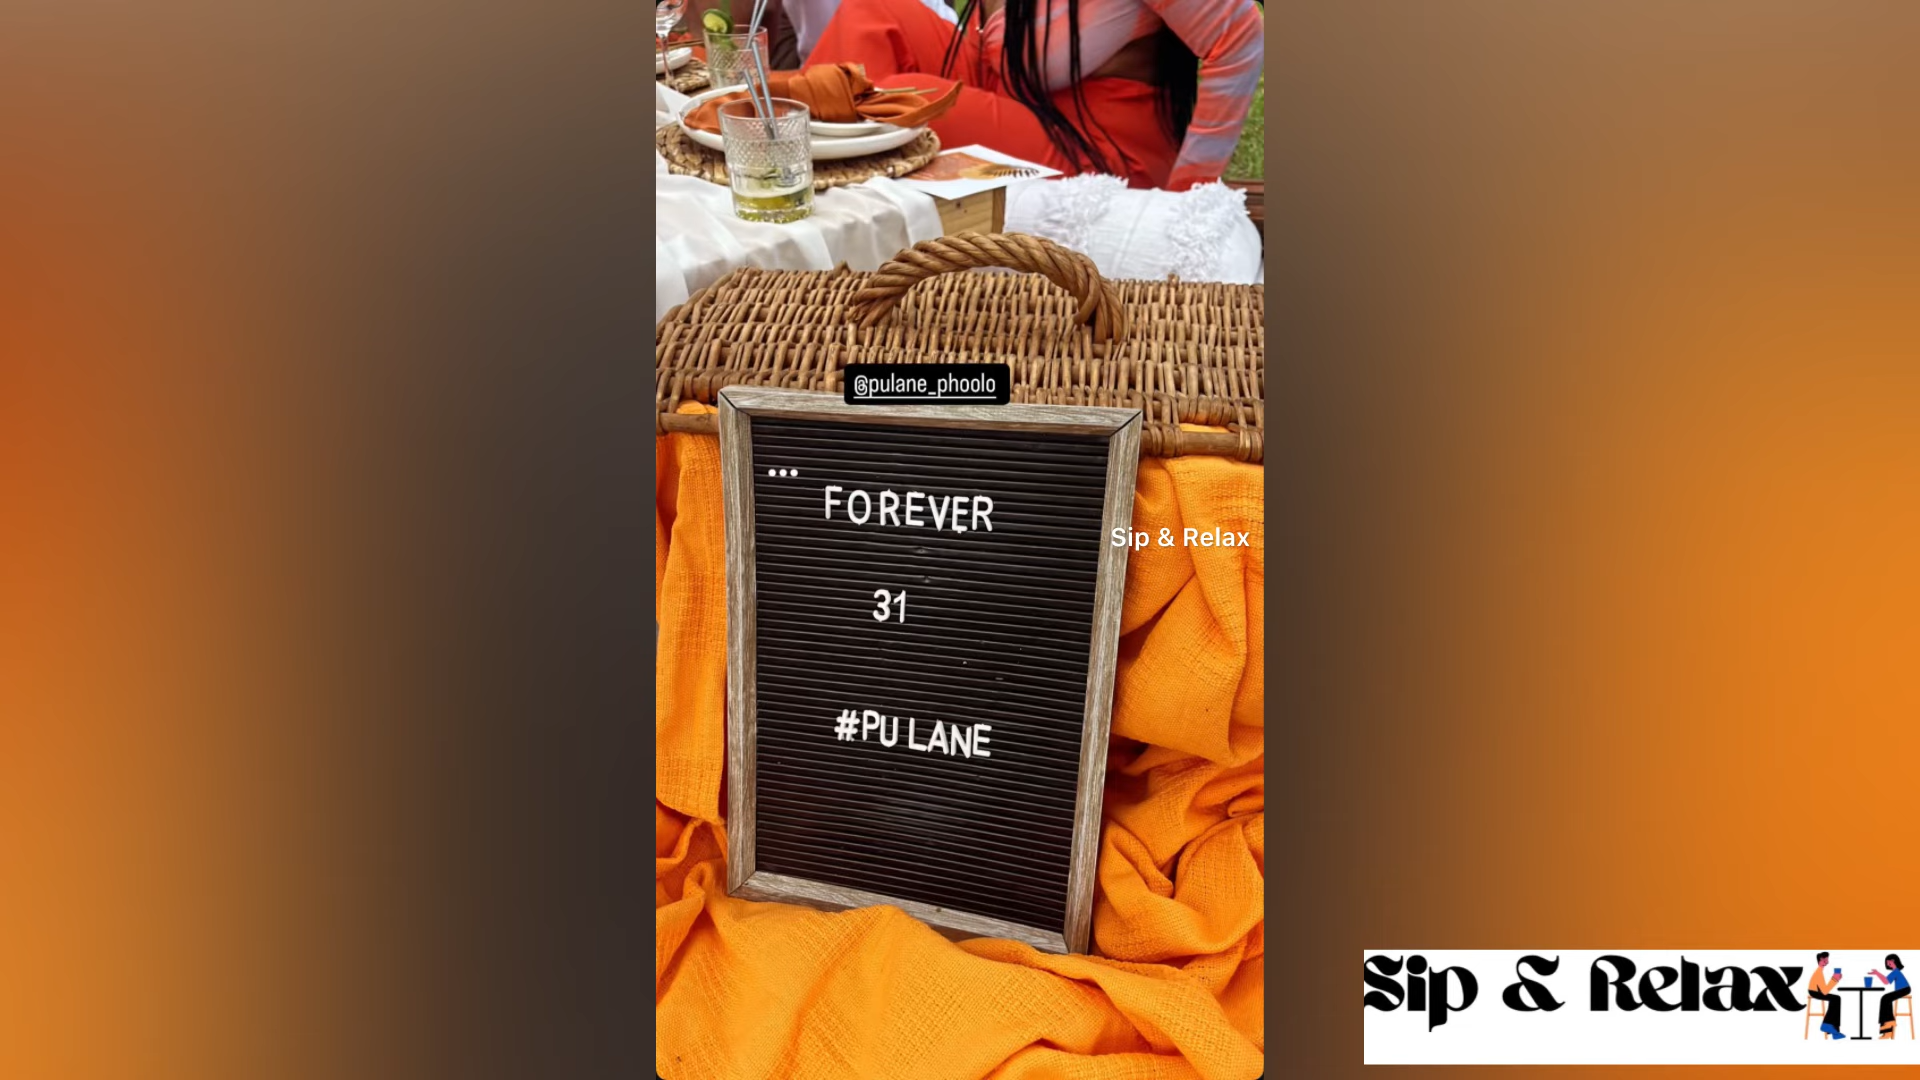 @pulane_phoolo
...
FOREVER
Sip & Relax
31
#PU LANE
Sip & Relax